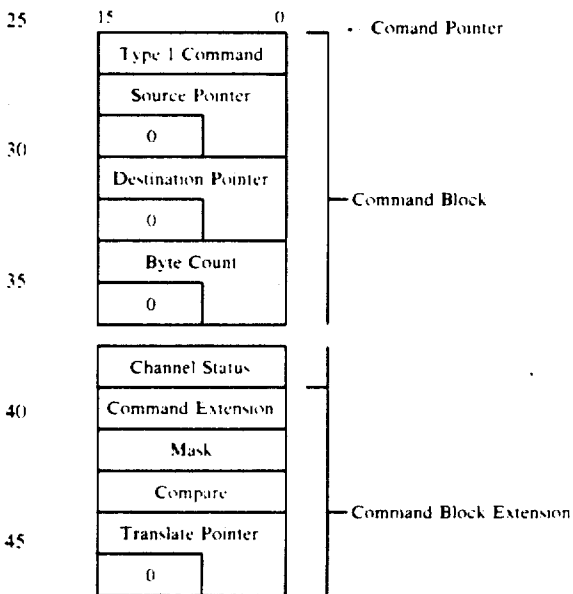 25 15 0
Comand Pointer
Type 1 Command
Source Pointer
0
30
Destination Pointer
0
Command Block
Byte Count
35
0
Channel Status
40 Command Extension
Mask
Compare
Command Block Extension
Translate Pointer
45
0